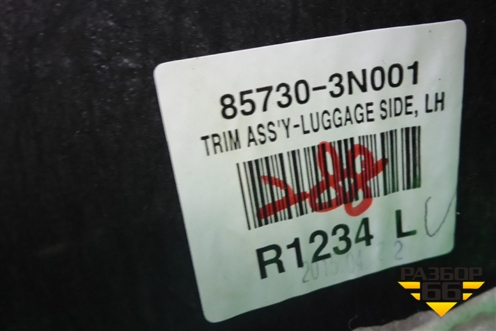 85730-3N001
TRIM ASS'Y-LUGGAGE SIDE, LH
R1234 L
РАЗБОР
66